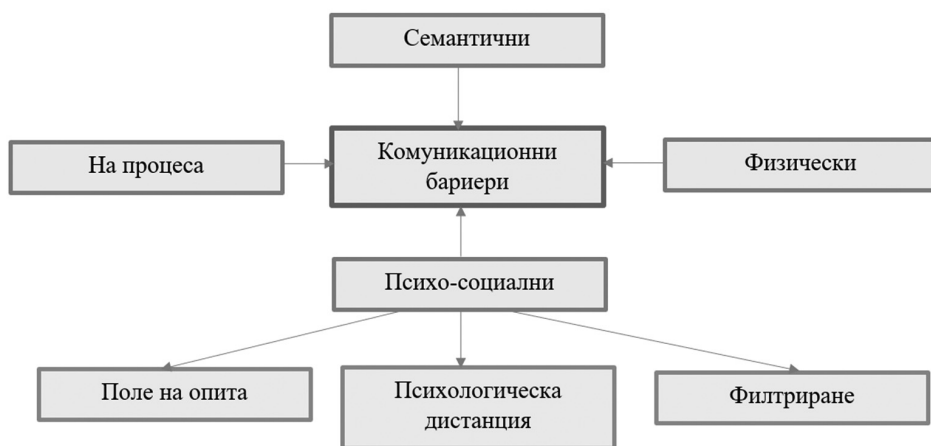 Семантични
На процеса
Комуникационни
бариери
Физически
Психо-социални
Поле на опита
Психологическа
дистанция
Филтриране